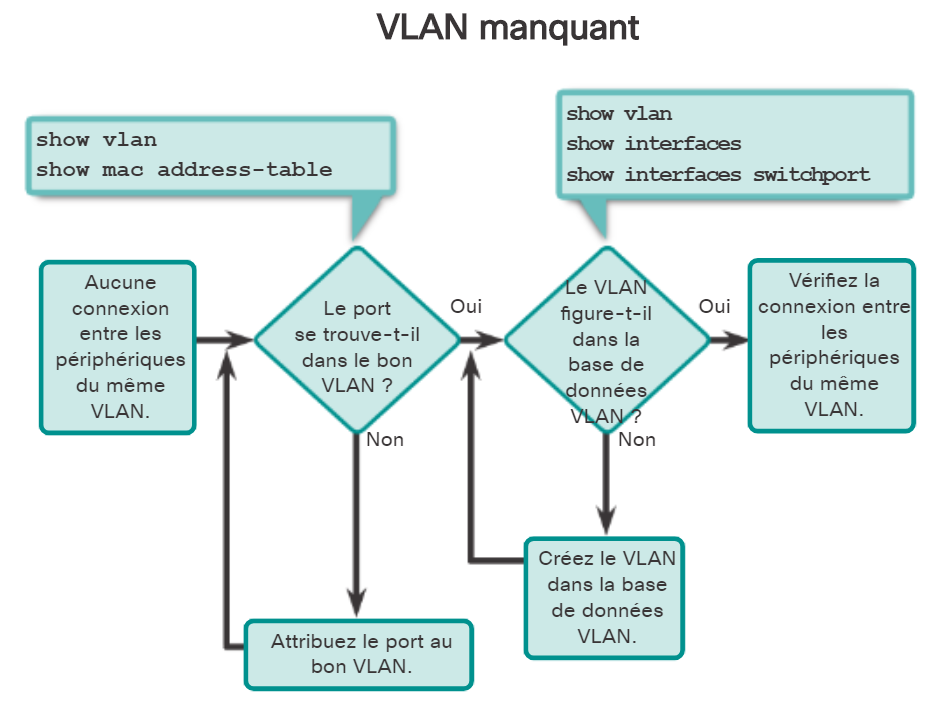 VLAN manquant
show vlan
show mac address-table
show vlan
show interfaces
show interfaces switchport
Aucune
connexion
entre les
périphériques
du même
VLAN.
Le port
se trouve-t-il
dans le bon
VLAN ?
Oui
Le VLAN
figure-t-il
dans la
base de
données
VLAN ?
Oui
Vérifiez la
connexion entre
les
périphériques
du même
VLAN.
Non
Non
Créez le VLAN
dans la base
de données
VLAN.
Attribuez le port au
bon VLAN.